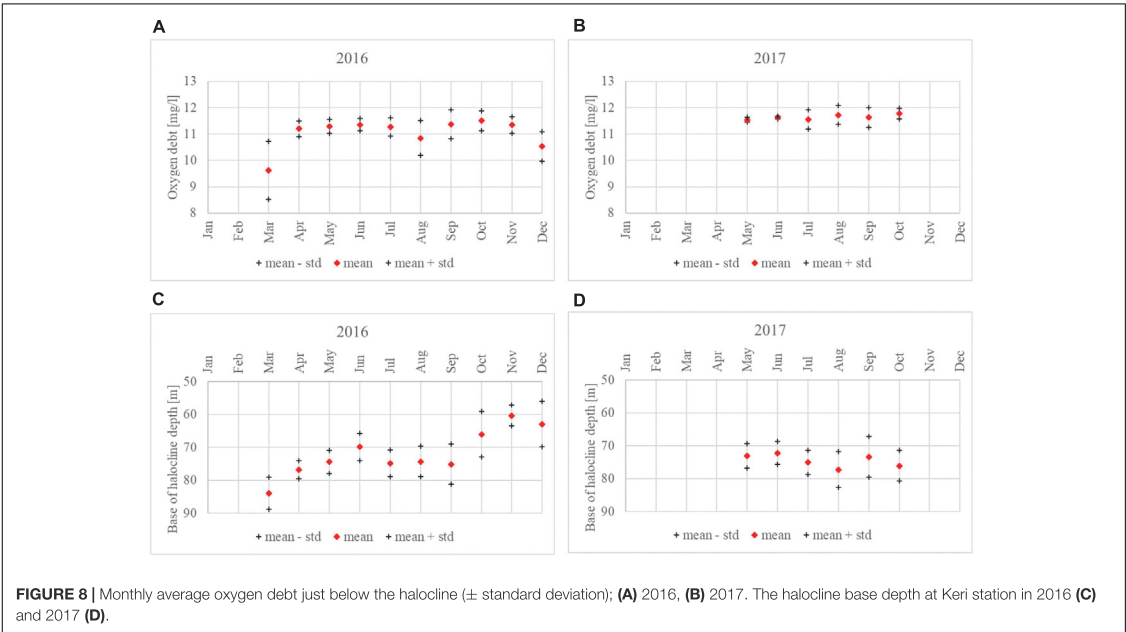 A
2016
13
12
11
10
9
8
Oxygen debt [mg/l]
Jan Feb Mar Apr May Jun Jul Aug Sep Oct Nov Dec
+ mean - std ◆ mean + mean + std
B
2017
13
12
11
10
9
8
Oxygen debt [mg/l]
Jan Feb Mar Apr May Jun Jul Aug Sep Oct Nov Dec
+ mean - std ◆ mean + mean + std
C
2016
Jan Feb Mar Apr May Jun Jul Aug Sep Oct Nov Dec
50
60
70
80
90
Base of halocline depth [m]
+ mean - std ◆ mean + mean + std
D
2017
Jan Feb Mar Apr May Jun Jul Aug Sep Oct Nov Dec
50
60
70
80
90
Base of halocline depth [m]
+ mean - std ◆ mean + mean + std
FIGURE 8 | Monthly average oxygen debt just below the halocline (± standard deviation); (A) 2016, (B) 2017. The halocline base depth at Keri station in 2016 (C)
and 2017 (D).